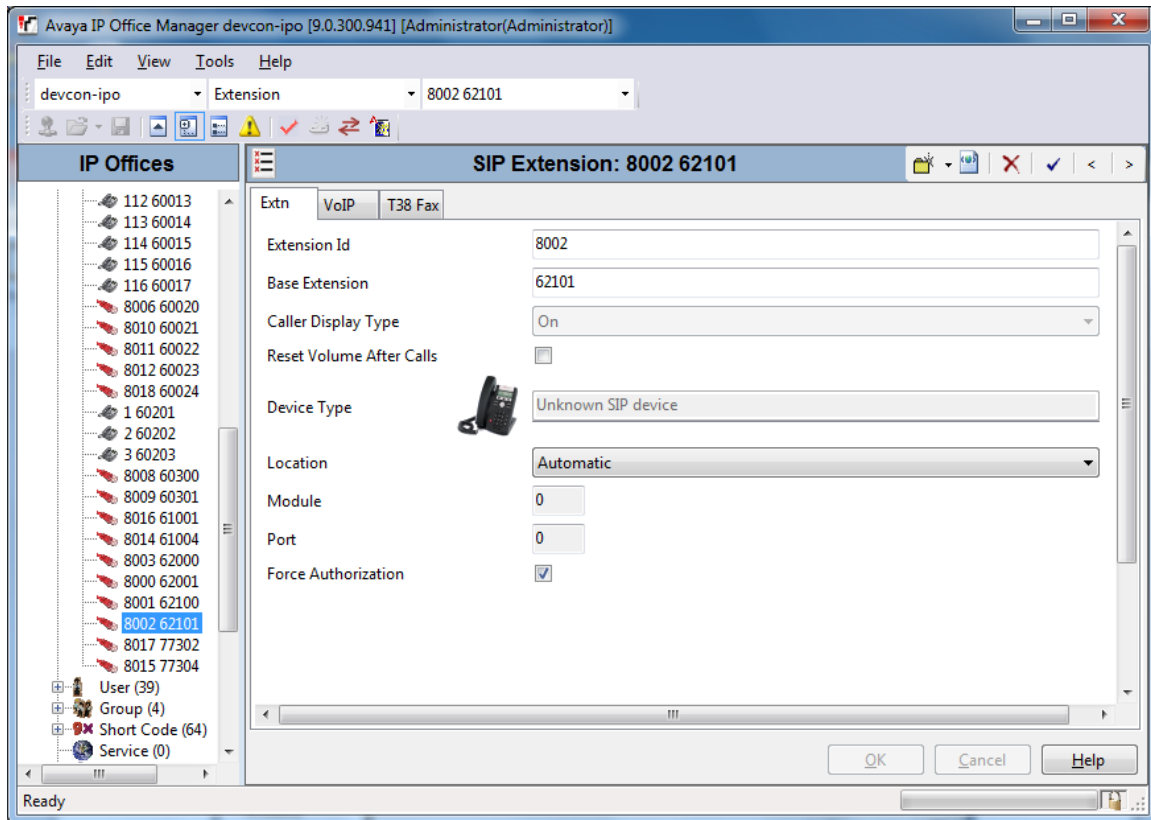 Avaya IP Office Manager devcon-ipo [9.0.300.941] [Administrator(Administrator)]
File Edit View Tools Help
devcon-ipo Extension 8002 62101
IP Offices
SIP Extension: 8002 62101
112 60013
113 60014
114 60015
115 60016
116 60017
8006 60020
8010 60021
8011 60022
8012 60023
8018 60024
1 60201
2 60202
3 60203
8008 60300
8009 60301
8016 61001
8014 61004
8003 62000
8000 62001
8001 62100
8002 62101
8017 77302
8015 77304
User (39)
Group (4)
Short Code (64)
Service (0)
Extn VoIP T38 Fax
Extension Id 8002
Base Extension 62101
Caller Display Type On
Reset Volume After Calls
Device Type Unknown SIP device
Location Automatic
Module 0
Port 0
Force Authorization
OK Cancel Help
Ready